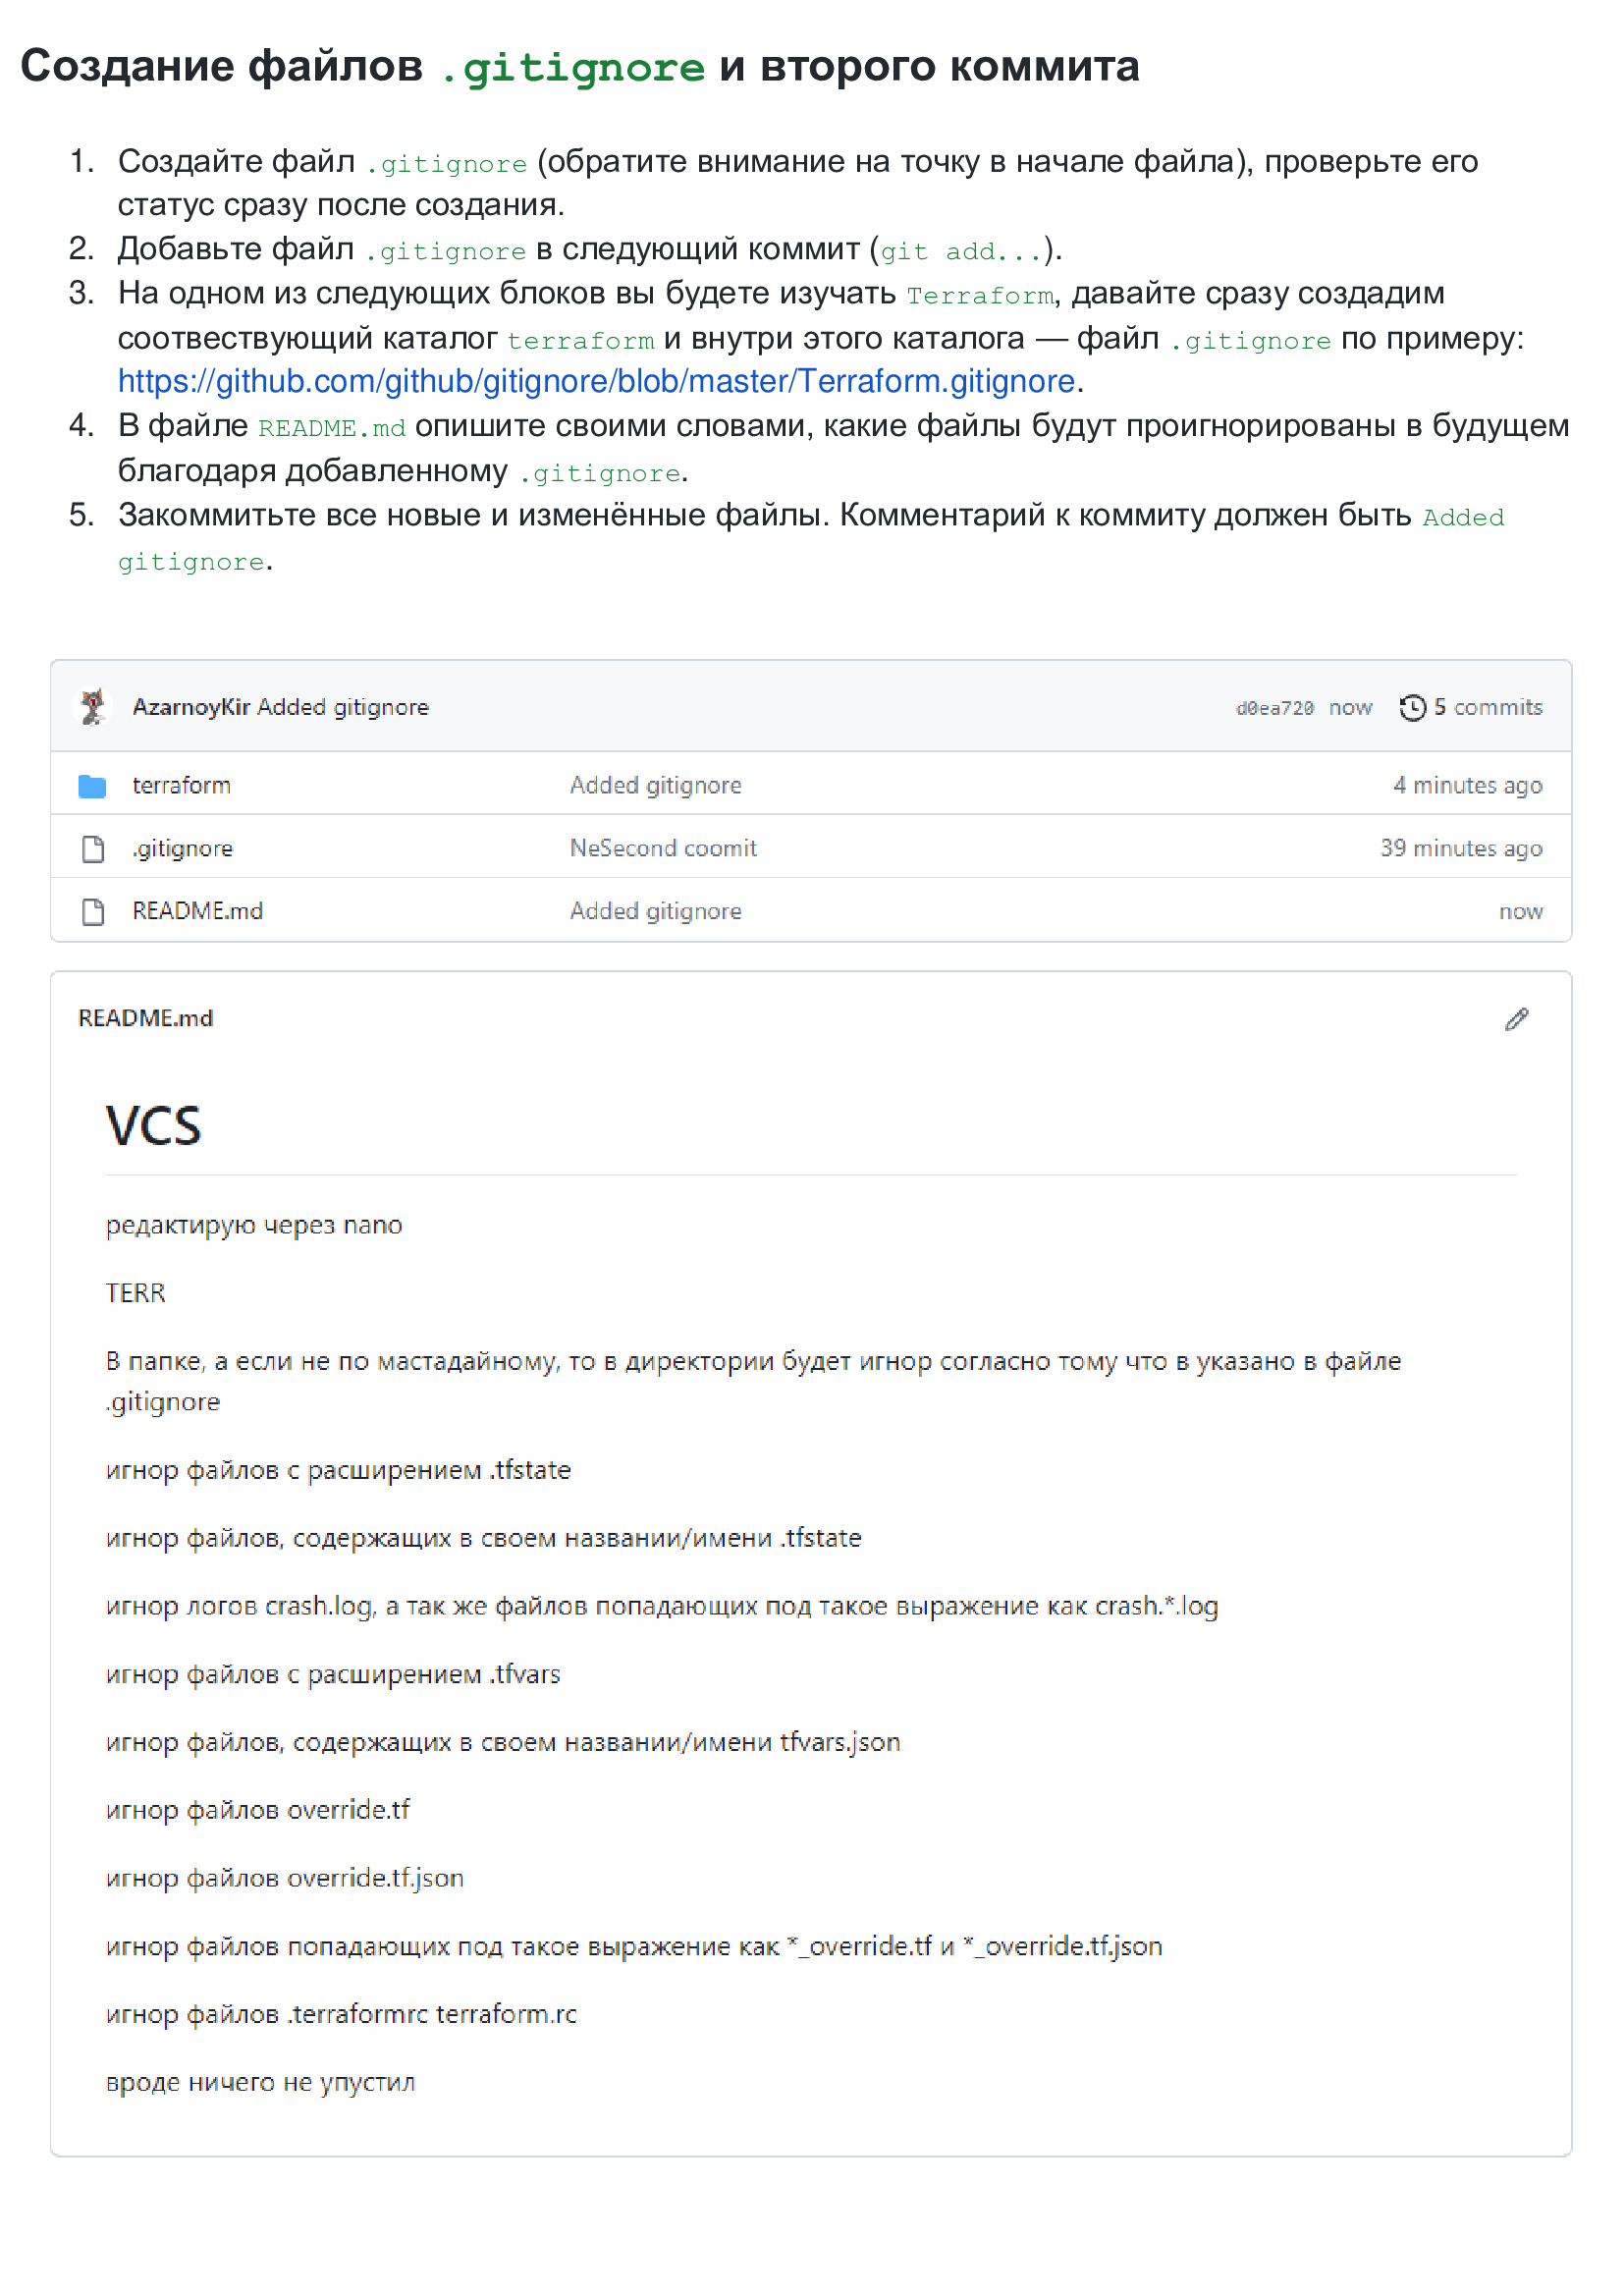 Создание файлов .gitignore и второго коммита
1. Создайте файл .gitignore (обратите внимание на точку в начале файла), проверьте его
статус сразу после создания.
2. Добавьте файл .gitignore в следующий коммит (git add...).
3. На одном из следующих блоков вы будете изучать Terraform, давайте сразу создадим
соотвествующий каталог terraform и внутри этого каталога — файл .gitignore по примеру:
https://github.com/github/gitignore/blob/master/Terraform.gitignore.
4. В файле README.md опишите своими словами, какие файлы будут проигнорированы в будущем
благодаря добавленному .gitignore.
5. Закоммитьте все новые и изменённые файлы. Комментарий к коммиту должен быть Added
gitignore.
AzarnoyKir Added gitignore d0ea720 now 5 commits
terraform Added gitignore 4 minutes ago
.gitignore NeSecond coomit 39 minutes ago
README.md Added gitignore now
README.md
VCS
редактирую через nano
TERR
В папке, а если не по мастадайному, то в директории будет игнор согласно тому что в указано в файле
.gitignore
игнор файлов с расширением .tfstate
игнор файлов, содержащих в своем названии/имени .tfstate
игнор логов crash.log, а так же файлов попадающих под такое выражение как crash.*.log
игнор файлов с расширением .tfvars
игнор файлов, содержащих в своем названии/имени tfvars.json
игнор файлов override.tf
игнор файлов override.tf.json
игнор файлов попадающих под такое выражение как *_override.tf и *_override.tf.json
игнор файлов .terraformrc terraform.rc
вроде ничего не упустил